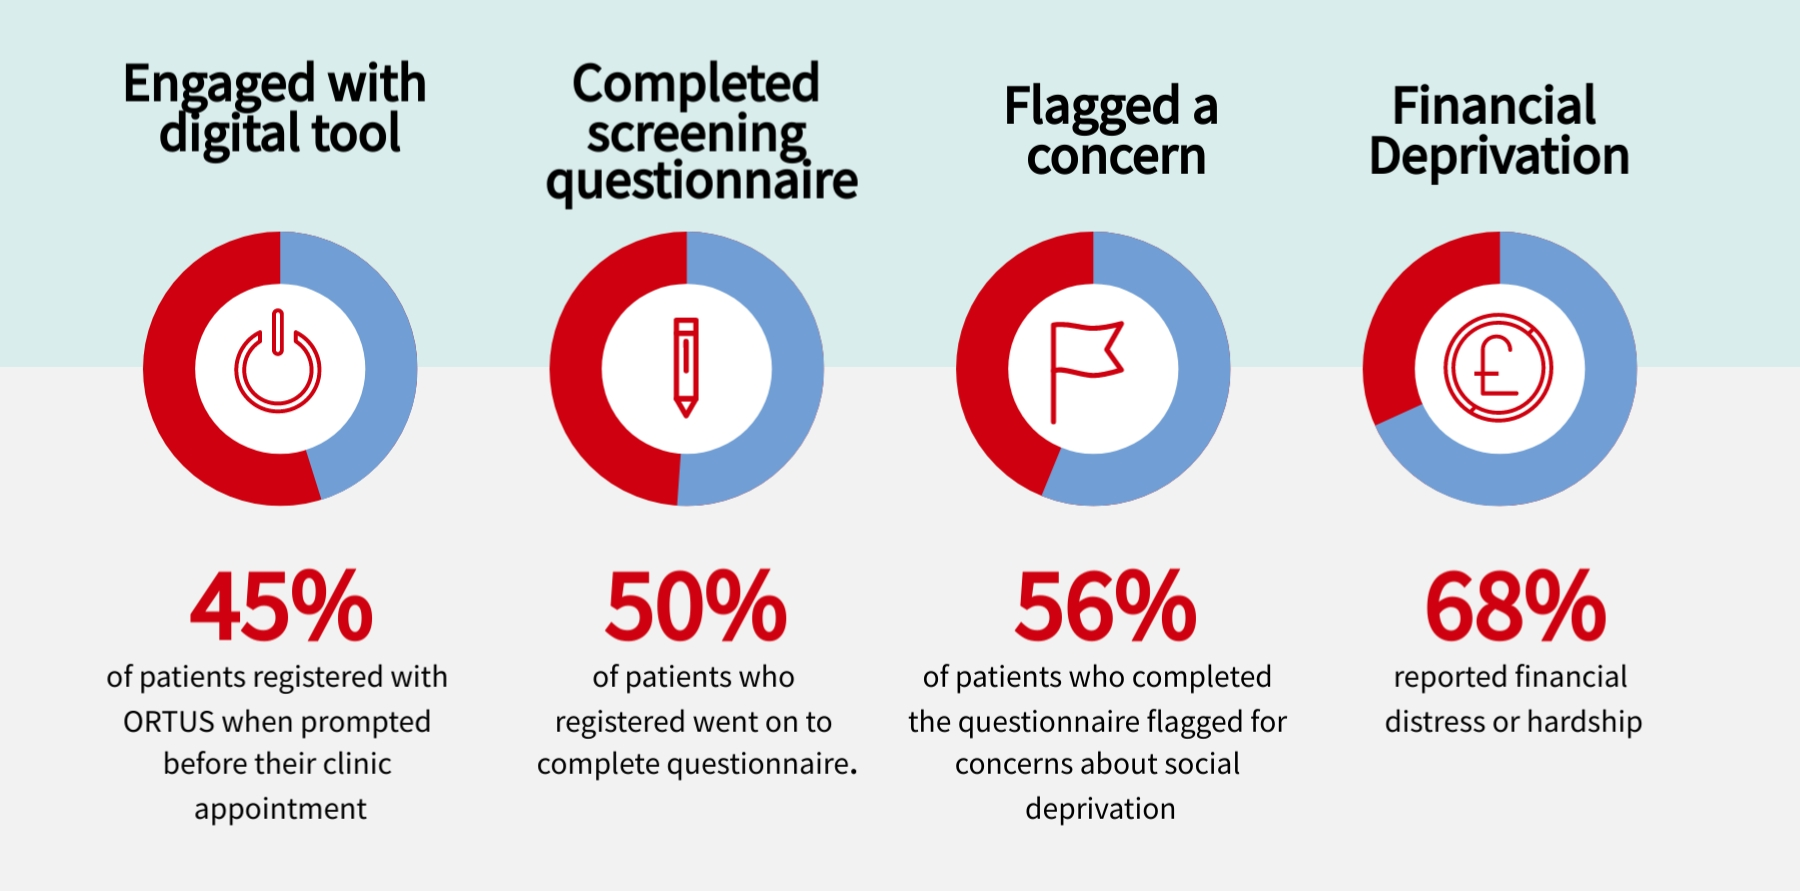 Engaged with
digital tool
45%
of patients registered with
ORTUS when prompted
before their clinic
appointment
Completed
screening
questionnaire
50%
of patients who
registered went on to
complete questionnaire.
Flagged a
concern
56%
of patients who completed
the questionnaire flagged for
concerns about social
deprivation
Financial
Deprivation
£
68%
reported financial
distress or hardship